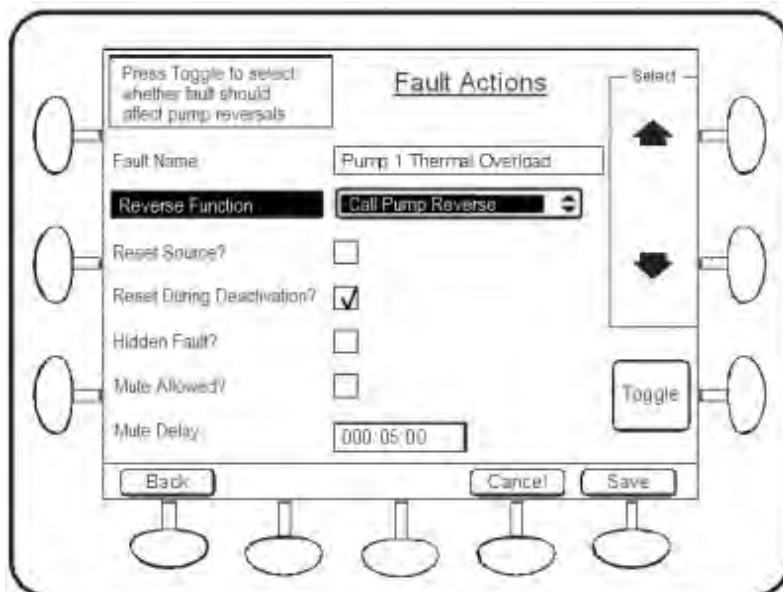 Press Toggle to select
whether fault should
affect pump reversals
Fault Actions
Select
Fault Name
Pump 1 Thermal Overload
Reverse Function
Call Pump Reverse
Reset Source?
Reset During Deactivation?
Hidden Fault?
Mute Allowed?
Toggle
Mute Delay
000:05:00
Back
Cancel
Save